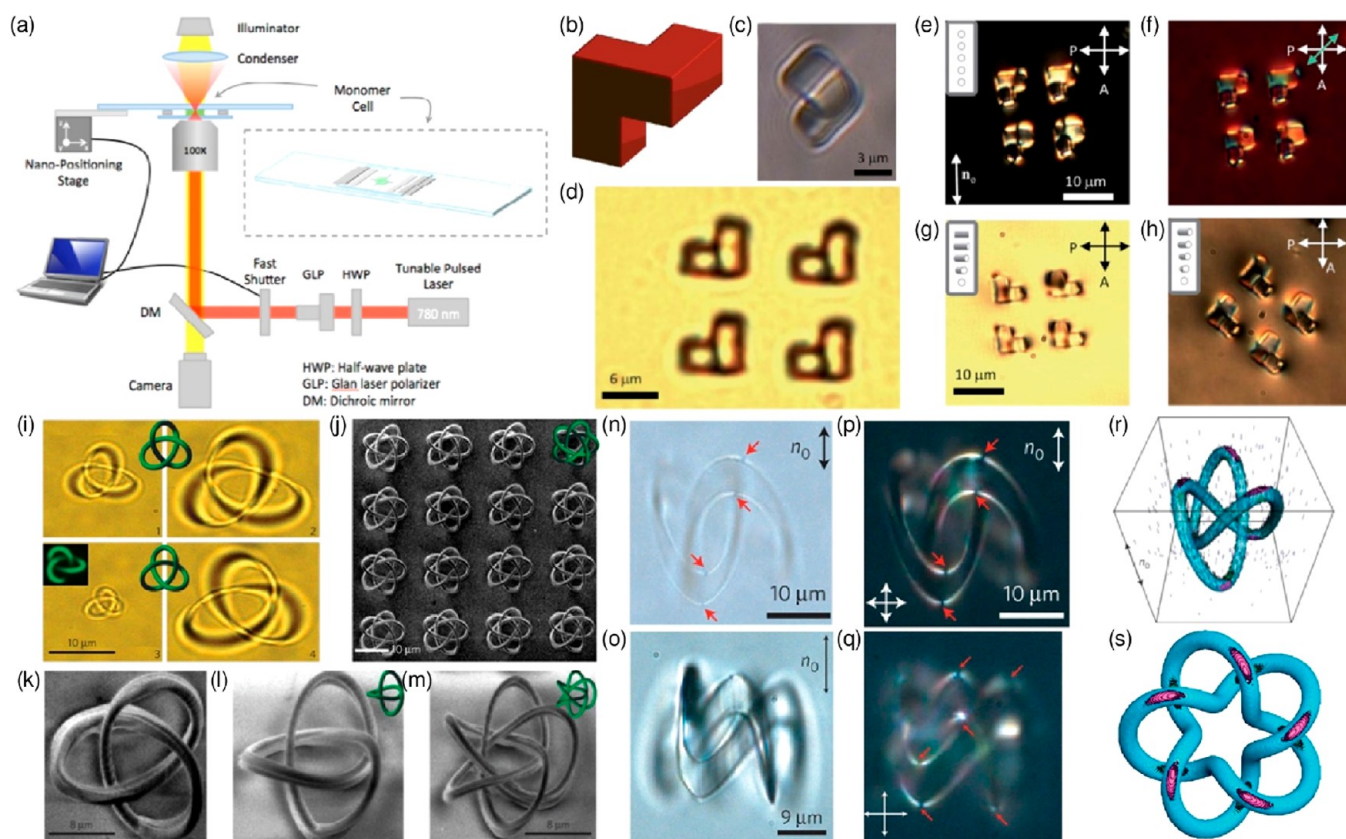 (a)
Illuminator
Condenser
Monomer
Cell
100X
Nano-Positioning
Stage
Fast
Shutter
GLP
HWP
Tunable Pulsed
Laser
780 nm
DM
Camera
HWP: Half-wave plate
GLP: Glan laser polarizer
DM: Dichroic mirror
(b)
(c)
3 μm
(d)
6 μm
(e)
P
A
n₀
10 μm
(f)
P
A
(g)
P
A
10 μm
(h)
P
A
(i)
1
2
10 μm
3
4
(j)
10 μm
(k)
8 μm
(l)
(m)
8 μm
(n)
n₀
10 μm
(o)
n₀
9 μm
(p)
n₀
10 μm
(q)
(r)
n₀
(s)